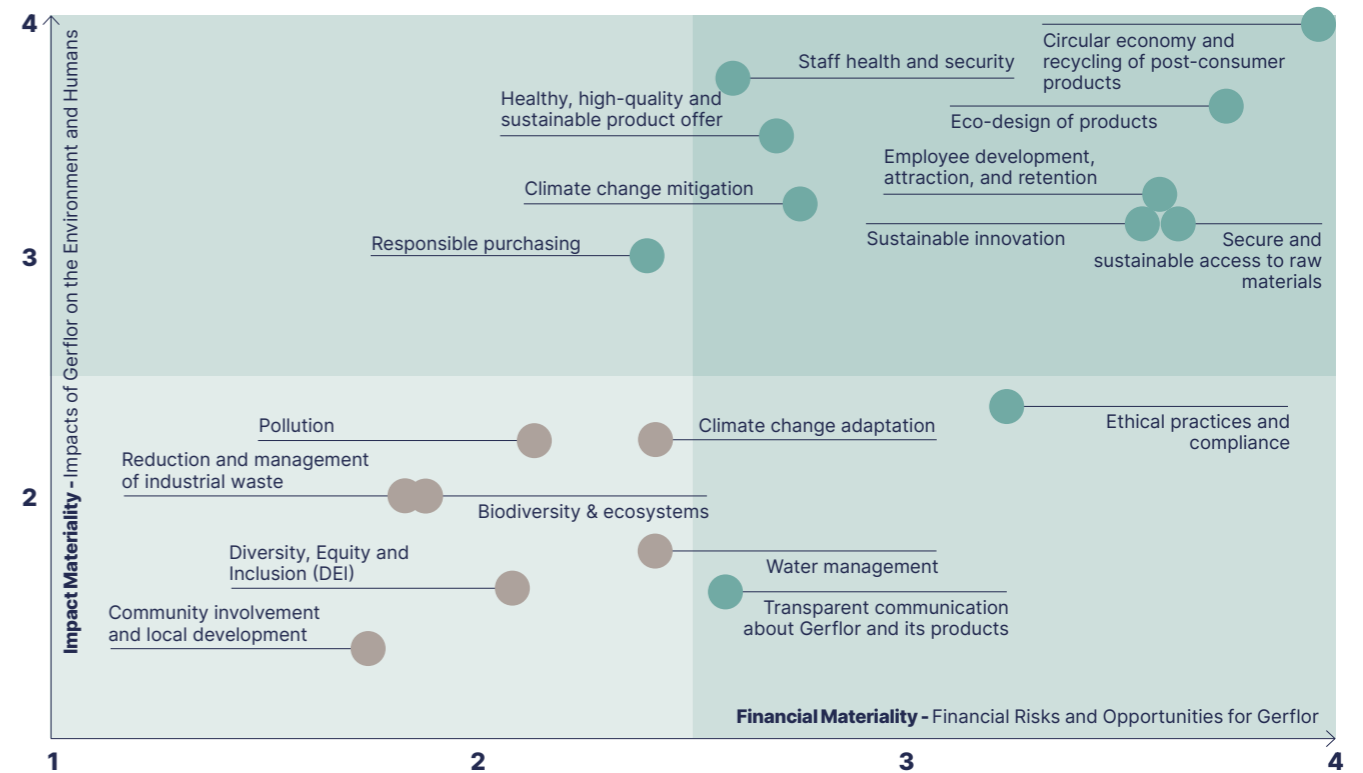 4
3
2
Impact Materiality - Impacts of Gerflor on the Environment and Humans
Circular economy and
recycling of post-consumer
products
Staff health and security
Healthy, high-quality and
sustainable product offer
Eco-design of products
Employee development,
attraction, and retention
Climate change mitigation
Responsible purchasing
Sustainable innovation
Secure and
sustainable access to raw
materials
Pollution
Climate change adaptation
Ethical practices and
compliance
Reduction and management
of industrial waste
Biodiversity & ecosystems
Diversity, Equity and
Inclusion (DEI)
Water management
Community involvement
and local development
Transparent communication
about Gerflor and its products
Financial Materiality - Financial Risks and Opportunities for Gerflor
1
2
3
4